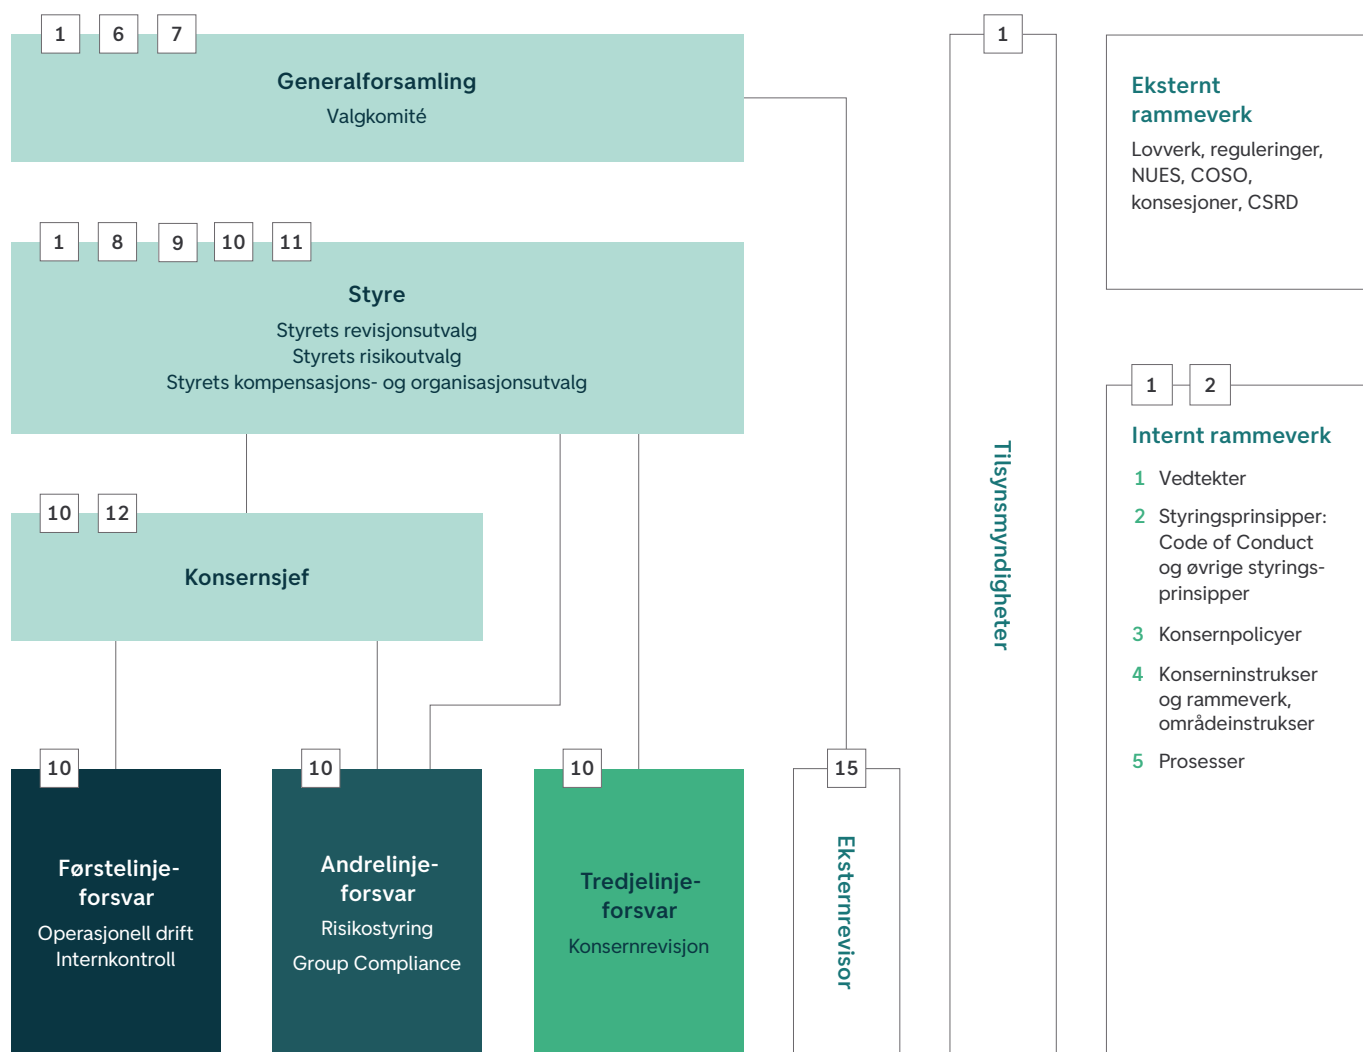 1 6 7
Generalforsamling
Valgkomité
1 8 9 10 11
Styre
Styrets revisjonsutvalg
Styrets risikoutvalg
Styrets kompensasjons- og organisasjonsutvalg
10 12
Konsernsjef
10
Førstelinje-
forsvar
Operasjonell drift
Internkontroll
10
Andrelinje-
forsvar
Risikostyring
Group Compliance
10
Tredjelinje-
forsvar
Konsernrevisjon
15
Eksternrevisor
1
Tilsynsmyndigheter
Eksternt
rammeverk
Lovverk, reguleringer,
NUES, COSO,
konsesjoner, CSRD
1 2
Internt rammeverk
1 Vedtekter
2 Styringsprinsipper:
Code of Conduct
og øvrige styrings-
prinsipper
3 Konsernpolicyer
4 Konserninstrukser
og rammeverk,
områdeinstrukser
5 Prosesser